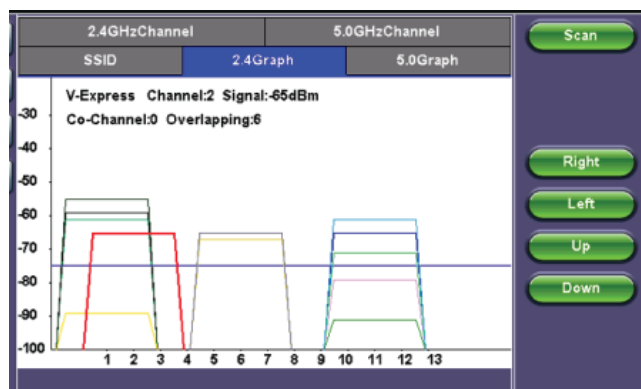 2.4GHzChannel 5.0GHzChannel
SSID 2.4Graph 5.0Graph
V-Express Channel:2 Signal:-65dBm
Co-Channel:0 Overlapping:6
-30
-40
-50
-60
-70
-80
-90
-100
1 2 3 4 5 6 7 8 9 10 11 12 13
Scan
Right
Left
Up
Down